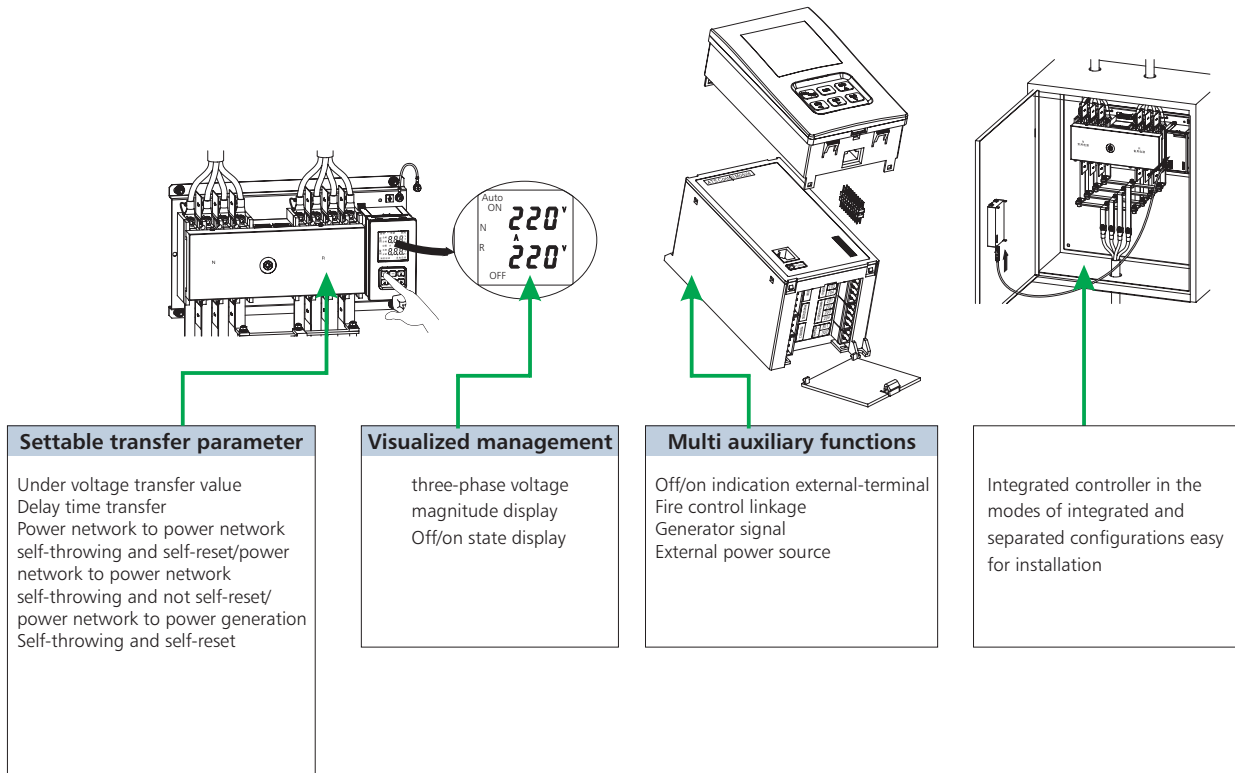 Auto
ON
N
220 V
A
R
220 V
OFF
N
R
Settable transfer parameter
Under voltage transfer value
Delay time transfer
Power network to power network
self-throwing and self-reset/power
network to power network
self-throwing and not self-reset/
power network to power generation
Self-throwing and self-reset
Visualized management
three-phase voltage
magnitude display
Off/on state display
Multi auxiliary functions
Off/on indication external-terminal
Fire control linkage
Generator signal
External power source
Integrated controller in the
modes of integrated and
separated configurations easy
for installation